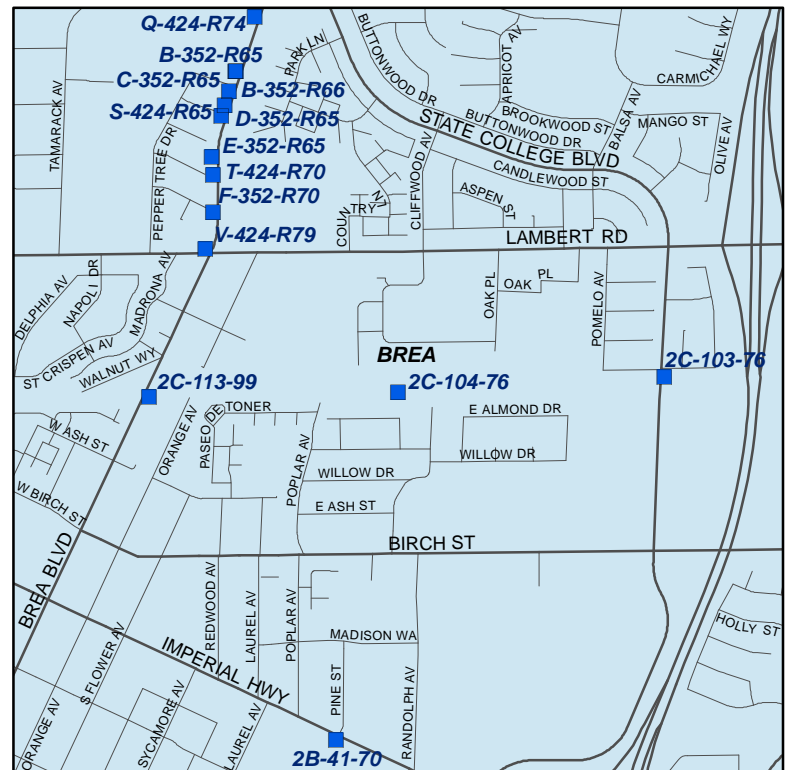 Q-424-R74
B-352-R65
C-352-R65
B-352-R66
S-424-R65
D-352-R65
E-352-R65
T-424-R70
F-352-R70
V-424-R79
TAMARACK AV
PEPPER TREE DR
PARK LN
BUTTONWOOD DR
APRICOT AV
CARMICHAEL WY
BROOKWOOD ST
BUTTONWOOD DR
BALSA AV
MANGO ST
OLIVE AV
STATE COLLEGE BLVD
CANDLEWOOD ST
CLIFFWOOD AV
ASPEN ST
COUNTRY LN
LAMBERT RD
DELPHIA AV
NAPOLI DR
MADRONA AV
ST CRISPEN AV
WALNUT WY
OAK PL
OAK PL
POMELO AV
BREA
2C-113-99
2C-104-76
2C-103-76
W ASH ST
ORANGE AV
PASEO DE TONER
POPLAR AV
E ALMOND DR
WILLOW DR
WILLOW DR
E ASH ST
W BIRCH ST
BIRCH ST
BREA BLVD
REDWOOD AV
LAUREL AV
POPLAR AV
MADISON WA
HOLLY ST
S FLOWER AV
IMPERIAL HWY
PINE ST
RANDOLPH AV
ORANGE AV
SYCAMORE AV
LAUREL AV
2B-41-70